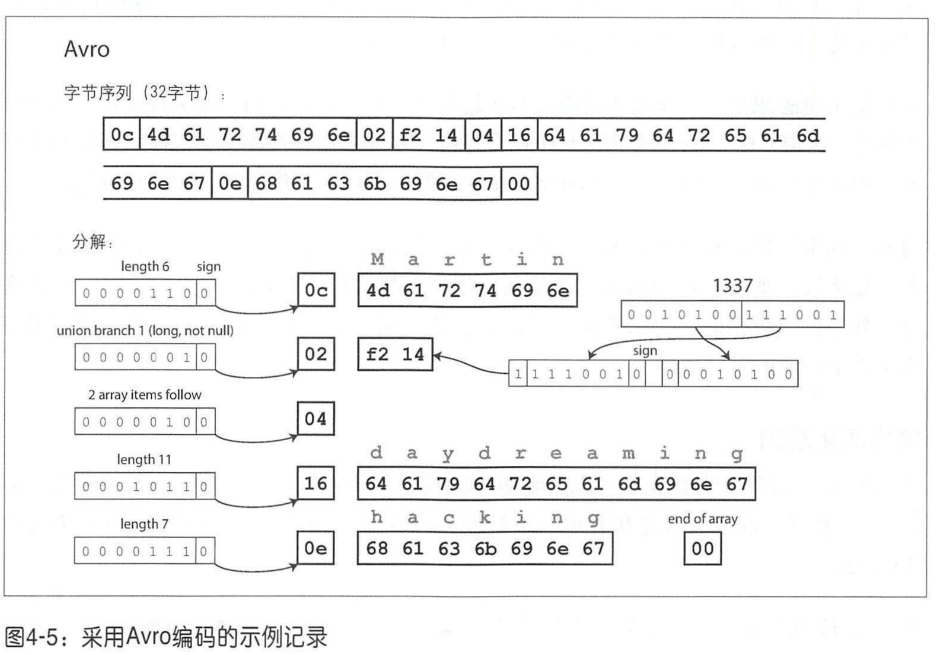 Avro
字节序列（32字节）：
0c 4d 61 72 74 69 6e 02 f2 14 04 16 64 61 79 64 72 65 61 6d
69 6e 67 0e 68 61 63 6b 69 6e 67 00
分解：
length 6 sign
0 0 0 0 1 1 0 0
0c
M a r t i n
4d 61 72 74 69 6e
1337
0 0 1 0 1 0 0 1 1 1 0 0 1
union branch 1 (long, not null)
0 0 0 0 0 0 1 0
02
f2 14
sign
1 1 1 1 0 0 1 0 0 0 0 1 0 1 0 0
2 array items follow
0 0 0 0 0 1 0 0
04
length 11
0 0 0 1 0 1 1 0
16
d a y d r e a m i n g
64 61 79 64 72 65 61 6d 69 6e 67
length 7
0 0 0 0 1 1 1 0
0e
h a c k i n g
68 61 63 6b 69 6e 67
end of array
00
图4-5：采用Avro编码的示例记录